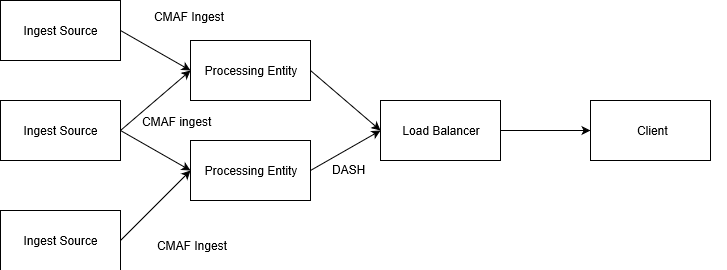 CMAF Ingest
Ingest Source
Processing Entity
CMAF ingest
Ingest Source
Load Balancer
Client
Processing Entity
DASH
Ingest Source
CMAF Ingest